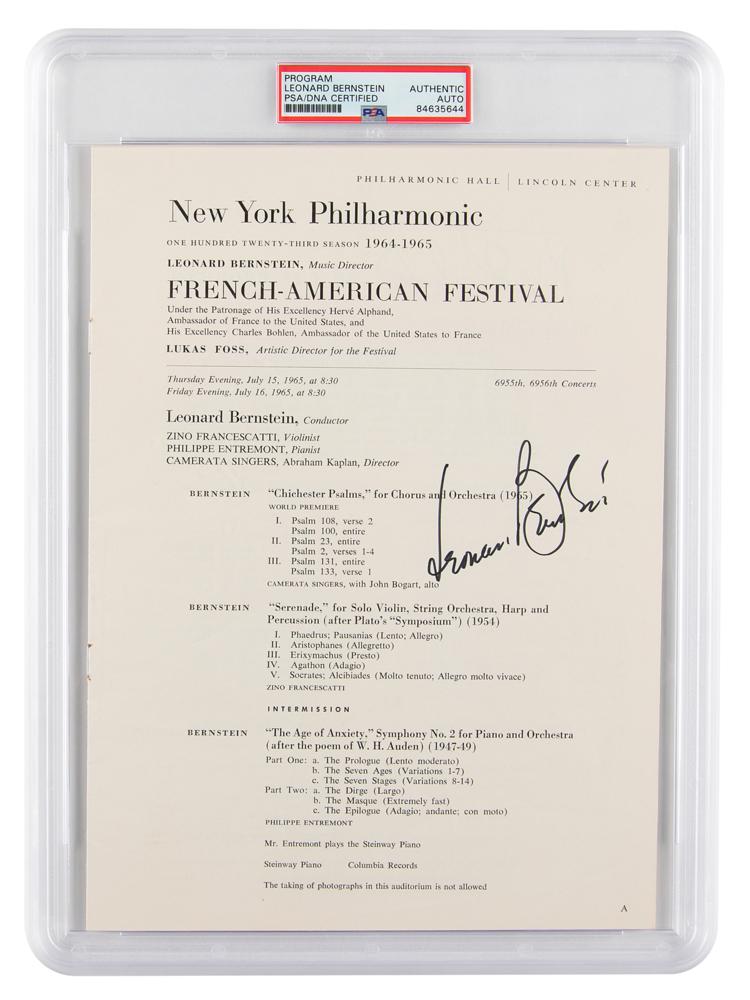 PROGRAM
LEONARD BERNSTEIN AUTHENTIC
PSA/DNA CERTIFIED AUTO
PSA 84635644
PHILHARMONIC HALL | LINCOLN CENTER
New York Philharmonic
ONE HUNDRED TWENTY-THIRD SEASON 1964-1965
LEONARD BERNSTEIN, Music Director
FRENCH-AMERICAN FESTIVAL
Under the Patronage of His Excellency Hervé Alphand,
Ambassador of France to the United States, and
His Excellency Charles Bohlen, Ambassador of the United States to France
LUKAS FOSS, Artistic Director for the Festival
Thursday Evening, July 15, 1965, at 8:30 6955th, 6956th Concerts
Friday Evening, July 16, 1965, at 8:30
Leonard Bernstein, Conductor
ZINO FRANCESCATTI, Violinist
PHILIPPE ENTREMONT, Pianist
CAMERATA SINGERS, Abraham Kaplan, Director
BERNSTEIN "Chichester Psalms," for Chorus and Orchestra (1965)
WORLD PREMIERE
I. Psalm 108, verse 2
Psalm 100, entire
II. Psalm 23, entire
Psalm 2, verses 1-4
III. Psalm 131, entire
Psalm 133, verse 1
CAMERATA SINGERS, with John Bogart, alto
Leonard Bernstein
BERNSTEIN "Serenade," for Solo Violin, String Orchestra, Harp and
Percussion (after Plato's "Symposium") (1954)
I. Phaedrus; Pausanias (Lento; Allegro)
II. Aristophanes (Allegretto)
III. Erixymachus (Presto)
IV. Agathon (Adagio)
V. Socrates; Alcibiades (Molto tenuto; Allegro molto vivace)
ZINO FRANCESCATTI
INTERMISSION
BERNSTEIN "The Age of Anxiety," Symphony No. 2 for Piano and Orchestra
(after the poem of W. H. Auden) (1947-49)
Part One: a. The Prologue (Lento moderato)
b. The Seven Ages (Variations 1-7)
c. The Seven Stages (Variations 8-14)
Part Two: a. The Dirge (Largo)
b. The Masque (Extremely fast)
c. The Epilogue (Adagio; andante; con moto)
PHILIPPE ENTREMONT
Mr. Entremont plays the Steinway Piano
Steinway Piano Columbia Records
The taking of photographs in this auditorium is not allowed
A